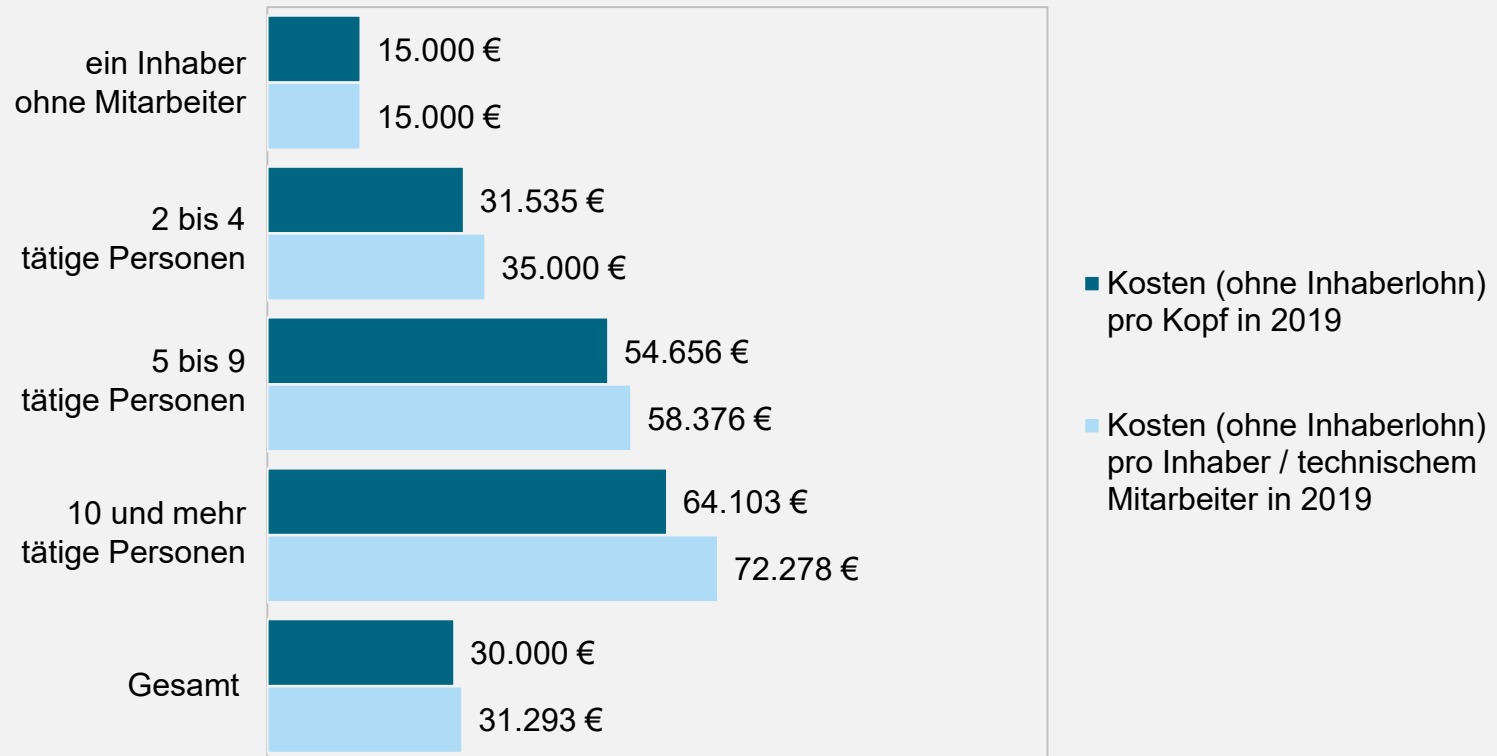 ein Inhaber
ohne Mitarbeiter
15.000 €
15.000 €
2 bis 4
tätige Personen
31.535 €
35.000 €
5 bis 9
tätige Personen
54.656 €
58.376 €
10 und mehr
tätige Personen
64.103 €
72.278 €
Gesamt
30.000 €
31.293 €
Kosten (ohne Inhaberlohn)
pro Kopf in 2019
Kosten (ohne Inhaberlohn)
pro Inhaber / technischem
Mitarbeiter in 2019